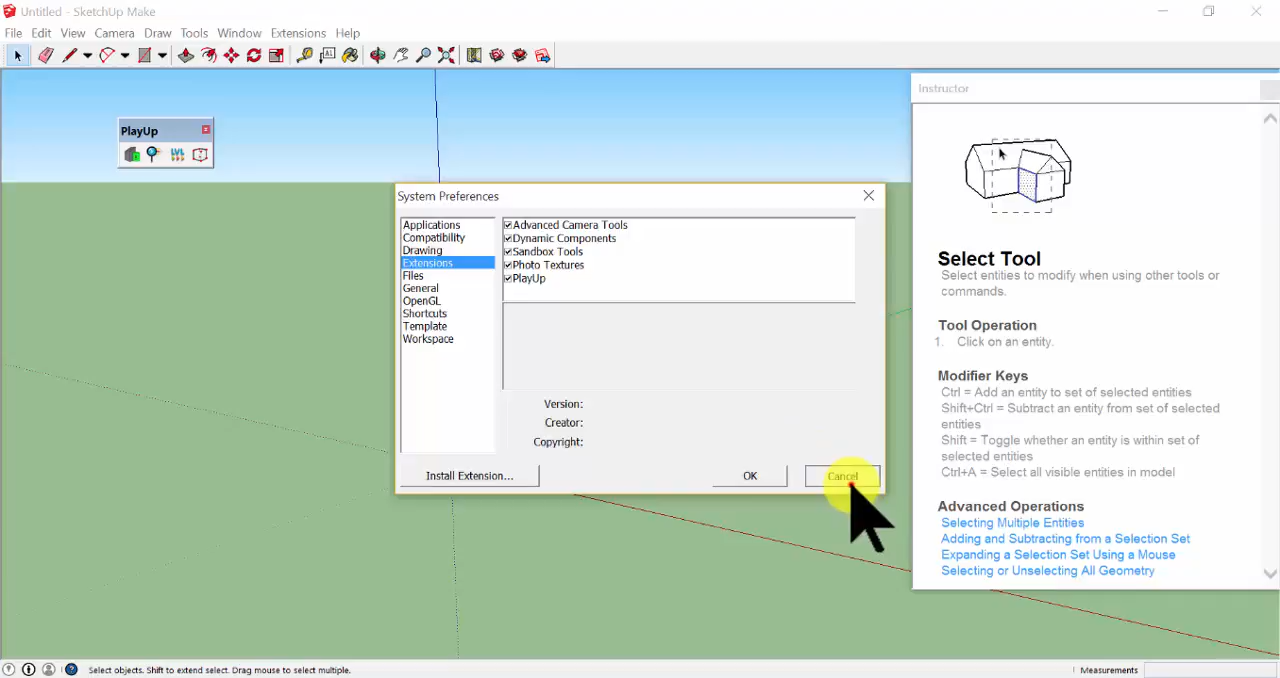 Untitled - SketchUp Make
File Edit View Camera Draw Tools Window Extensions Help
PlayUp
LVL
System Preferences
Applications
Compatibility
Drawing
Extensions
Files
General
OpenGL
Shortcuts
Template
Workspace
Advanced Camera Tools
Dynamic Components
Sandbox Tools
Photo Textures
PlayUp
Version:
Creator:
Copyright:
Install Extension...
OK
Cancel
Instructor
Select Tool
Select entities to modify when using other tools or
commands.
Tool Operation
1. Click on an entity.
Modifier Keys
Ctrl = Add an entity to set of selected entities
Shift+Ctrl = Subtract an entity from set of selected
entities
Shift = Toggle whether an entity is within set of
selected entities
Ctrl+A = Select all visible entities in model
Advanced Operations
Selecting Multiple Entities
Adding and Subtracting from a Selection Set
Expanding a Selection Set Using a Mouse
Selecting or Unselecting All Geometry
Select objects. Shift to extend select. Drag mouse to select multiple.
Measurements